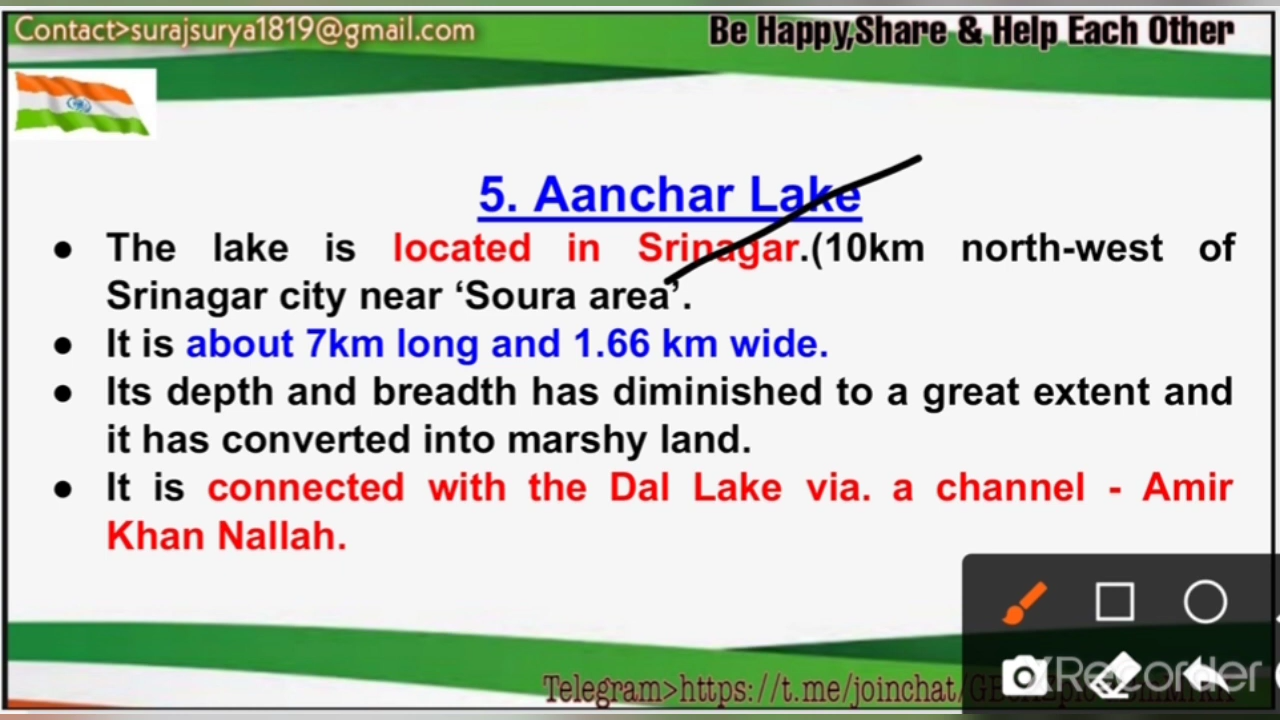 Contact>surajsurya1819@gmail.com
Be Happy,Share & Help Each Other
5. Aanchar Lake
● The lake is located in Srinagar.(10km north-west of
Srinagar city near ‘Soura area’.
● It is about 7km long and 1.66 km wide.
● Its depth and breadth has diminished to a great extent and
it has converted into marshy land.
● It is connected with the Dal Lake via. a channel - Amir
Khan Nallah.
XRecorder
Telegram>https://t.me/joinchat/